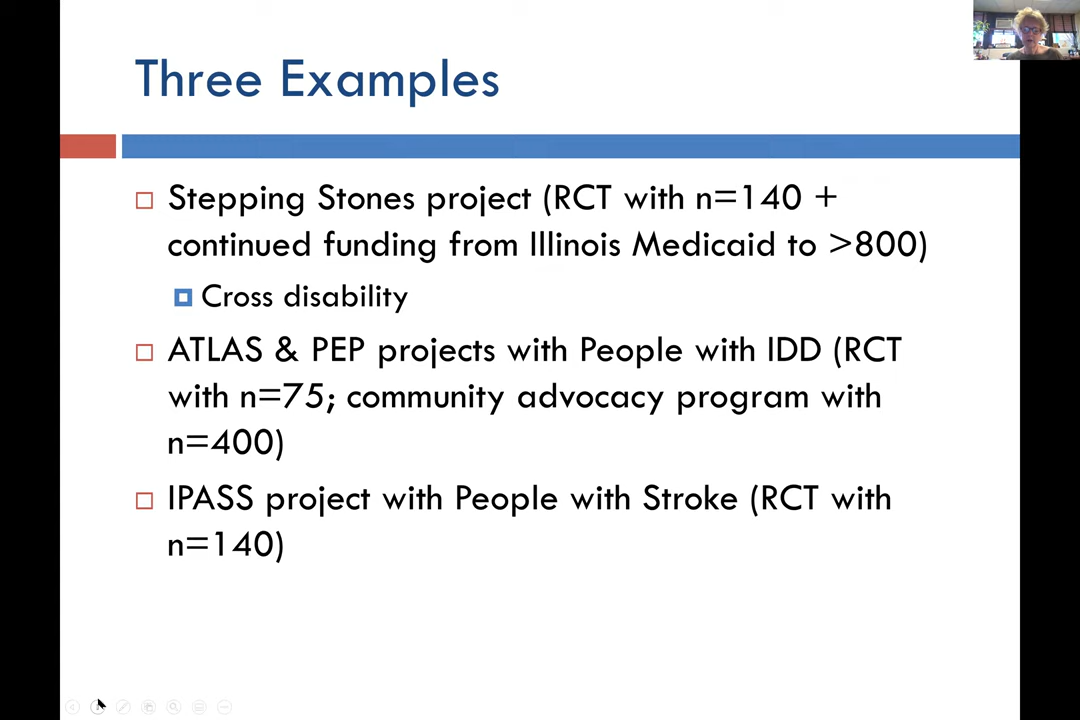 Three Examples
Stepping Stones project (RCT with n=140 +
continued funding from Illinois Medicaid to >800)
Cross disability
ATLAS & PEP projects with People with IDD (RCT
with n=75; community advocacy program with
n=400)
IPASS project with People with Stroke (RCT with
n=140)